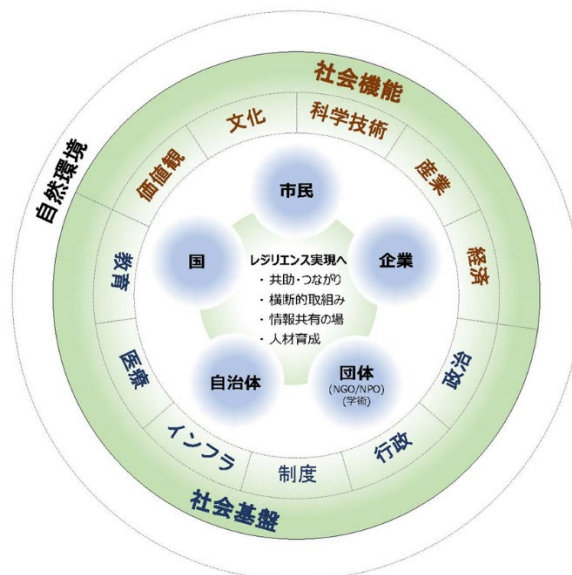 自然環境
社会機能
価値観
文化
科学技術
産業
経済
市民
国
企業
レジリエンス実現へ
・共助・つながり
・横断的取組み
・情報共有の場
・人材育成
自治体
団体
(NGO/NPO)
(学術)
教育
医療
インフラ
制度
行政
政治
社会基盤